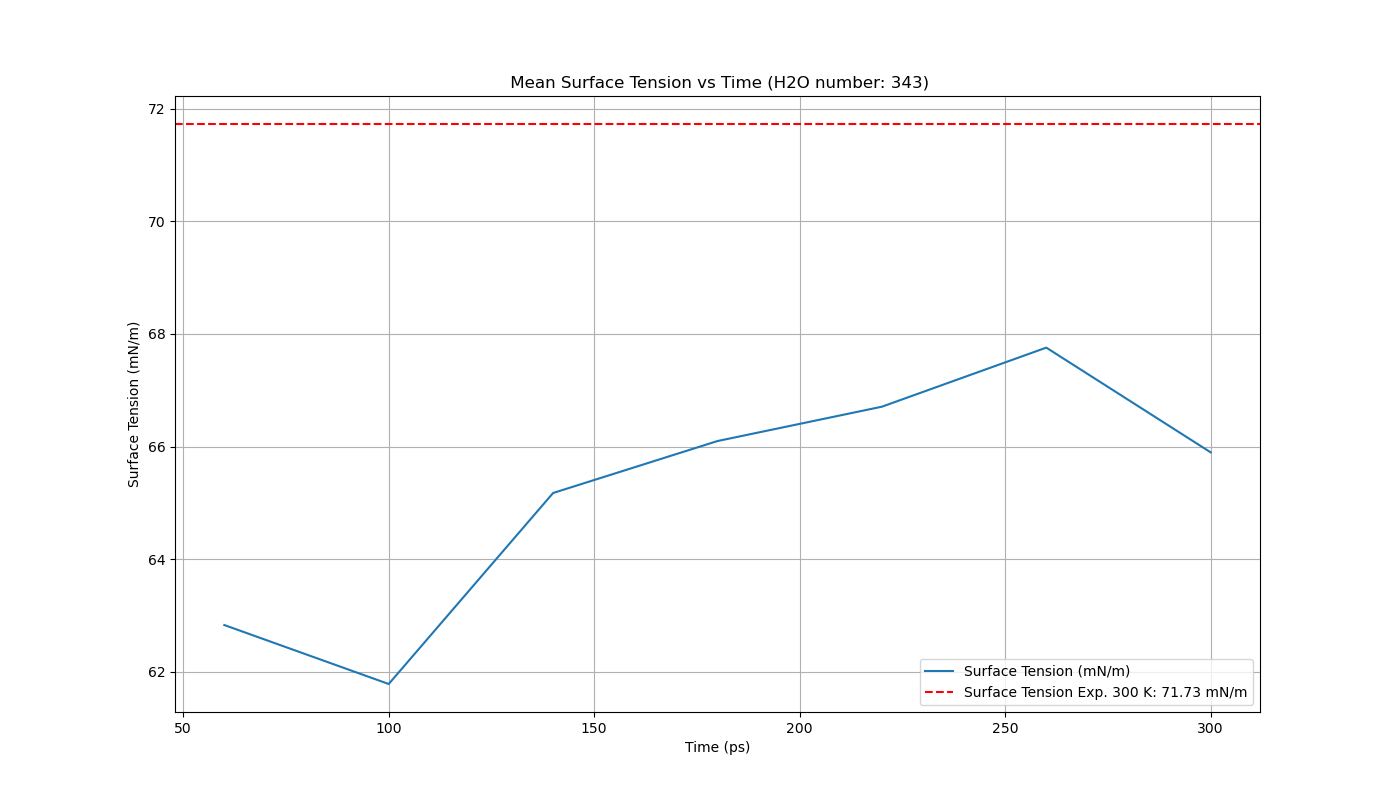 Mean Surface Tension vs Time (H2O number: 343)
Surface Tension (mN/m)
72
70
68
66
64
62
50
100
150
200
250
300
Time (ps)
Surface Tension (mN/m)
Surface Tension Exp. 300 K: 71.73 mN/m